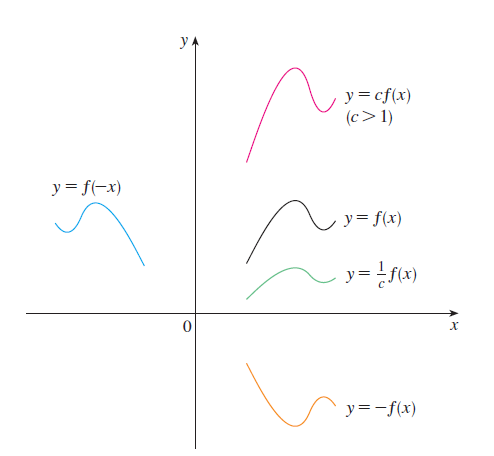 y
y = cf(x)
(c > 1)
y = f(−x)
y = f(x)
y = 1/c f(x)
0
x
y = −f(x)